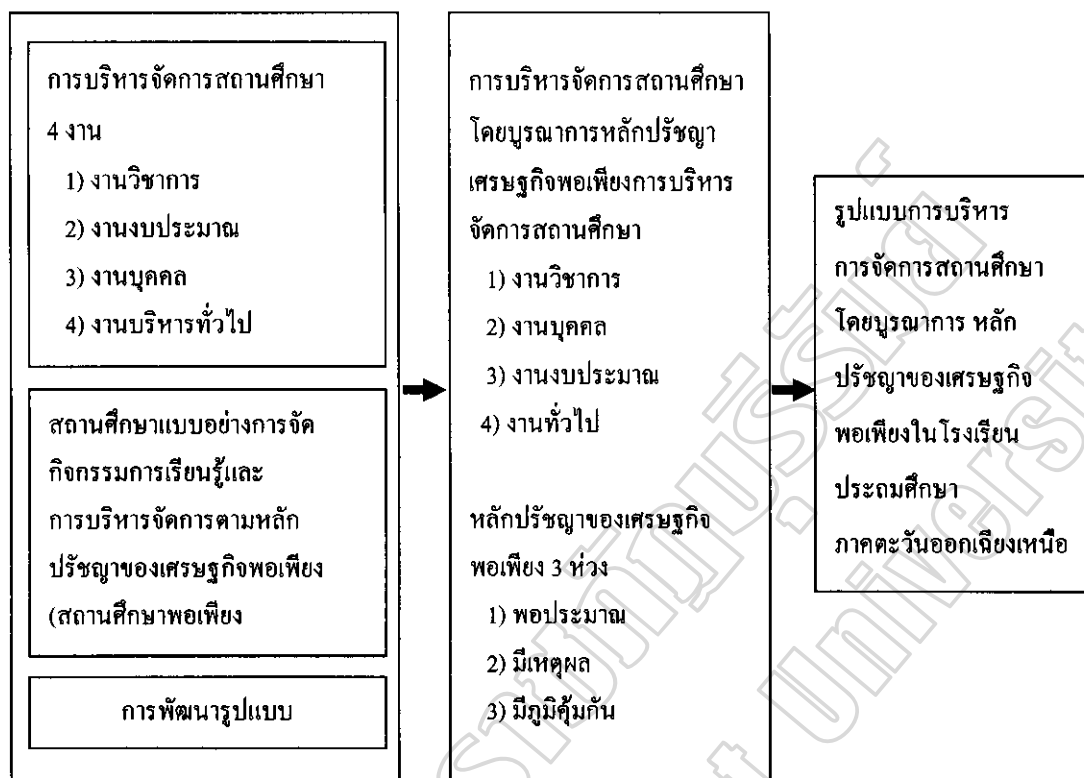 การบริหารจัดการสถานศึกษา
4 งาน
1) งานวิชาการ
2) งานงบประมาณ
3) งานบุคคล
4) งานบริหารทั่วไป
สถานศึกษาแบบอย่างการจัด
กิจกรรมการเรียนรู้และ
การบริหารจัดการตามหลัก
ปรัชญาของเศรษฐกิจพอเพียง
(สถานศึกษาพอเพียง
การพัฒนารูปแบบ
การบริหารจัดการสถานศึกษา
โดยบูรณาการหลักปรัชญา
เศรษฐกิจพอเพียงการบริหาร
จัดการสถานศึกษา
1) งานวิชาการ
2) งานบุคคล
3) งานงบประมาณ
4) งานทั่วไป
หลักปรัชญาของเศรษฐกิจ
พอเพียง 3 ห่วง
1) พอประมาณ
2) มีเหตุผล
3) มีภูมิคุ้มกัน
รูปแบบการบริหาร
การจัดการสถานศึกษา
โดยบูรณาการ หลัก
ปรัชญาของเศรษฐกิจ
พอเพียงในโรงเรียน
ประถมศึกษา
ภาคตะวันออกเฉียงเหนือ